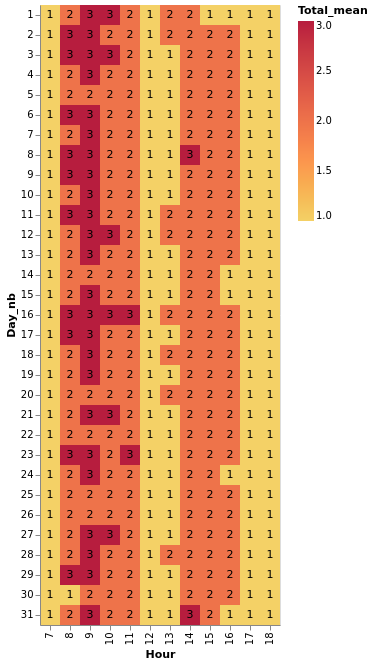 Total_mean
1 1 2 3 3 2 1 2 2 1 1 1 1 3.0
2 1 3 3 2 2 1 2 2 2 2 1 1
3 1 3 3 3 2 1 1 2 2 2 1 1 2.5
4 1 2 3 2 2 1 1 2 2 2 1 1
5 1 2 2 2 2 1 1 2 2 2 1 1
6 1 3 3 2 2 1 1 2 2 2 1 1 2.0
7 1 2 3 2 2 1 1 2 2 2 1 1
8 1 3 3 2 2 1 1 3 2 2 1 1
9 1 3 3 2 2 1 1 2 2 2 1 1 1.5
10 1 2 3 2 2 1 1 2 2 2 1 1
11 1 3 3 2 2 1 2 2 2 2 1 1 1.0
12 1 2 3 3 2 1 2 2 2 2 1 1
13 1 2 3 2 2 1 1 2 2 2 1 1
14 1 2 2 2 2 1 1 2 2 1 1 1
15 1 2 3 2 2 1 1 2 2 1 1 1
Day_nb
16 1 3 3 3 3 1 2 2 2 2 1 1
17 1 3 3 2 2 1 1 2 2 2 1 1
18 1 2 3 2 2 1 2 2 2 2 1 1
19 1 2 3 2 2 1 1 2 2 2 1 1
20 1 2 2 2 2 1 2 2 2 2 1 1
21 1 2 3 3 2 1 1 2 2 2 1 1
22 1 2 2 2 2 1 1 2 2 2 1 1
23 1 3 3 2 3 1 1 2 2 2 1 1
24 1 2 3 2 2 1 1 2 2 1 1 1
25 1 2 2 2 2 1 1 2 2 2 1 1
26 1 2 2 2 2 1 1 2 2 2 1 1
27 1 2 3 3 2 1 1 2 2 2 1 1
28 1 2 3 2 2 1 2 2 2 2 1 1
29 1 3 3 2 2 1 1 2 2 2 1 1
30 1 1 2 2 2 1 1 2 2 2 1 1
31 1 2 3 2 2 1 1 3 2 1 1 1
7 8 9 10 11 12 13 14 15 16 17 18
Hour